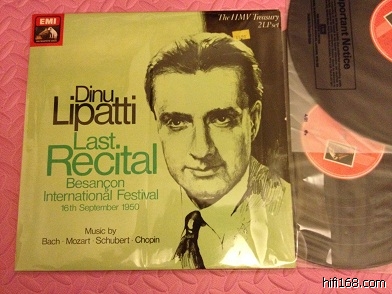 EMI
The HMV Treasury
2 LP set
Dinu
Lipatti
Last
Recital
Besançon
International Festival
16th September 1950
Music by
Bach · Mozart · Schubert · Chopin
Important Notice
hifi168.com